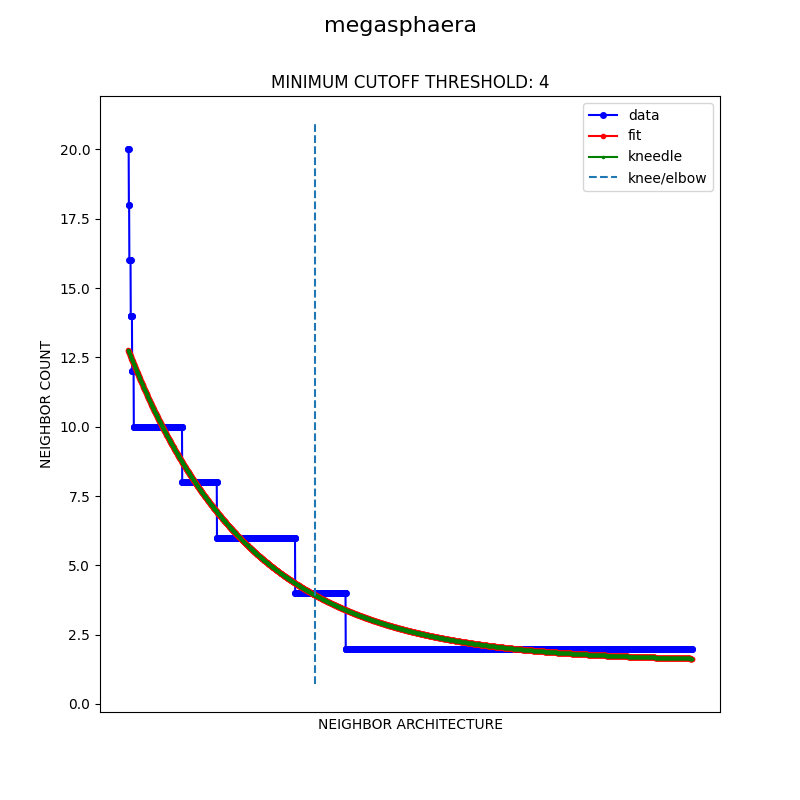 megasphaera
MINIMUM CUTOFF THRESHOLD: 4
data
fit
kneedle
knee/elbow
20.0
17.5
15.0
12.5
10.0
7.5
5.0
2.5
0.0
NEIGHBOR COUNT
NEIGHBOR ARCHITECTURE